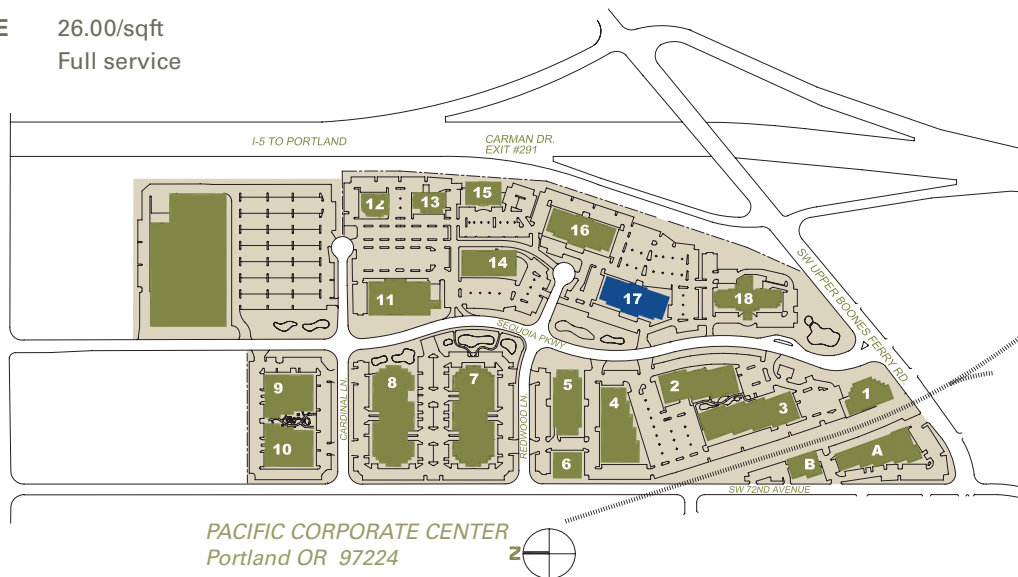 E 26.00/sqft
Full service
I-5 TO PORTLAND
CARMAN DR.
EXIT #291
12
13
15
16
14
17
18
11
SEQUOIA PKWY
SW UPPER BOONES FERRY RD.
9
10
CARDINAL LN.
8
7
REDWOOD LN.
5
6
4
2
3
1
B
A
SW 72ND AVENUE
PACIFIC CORPORATE CENTER
Portland OR 97224
N